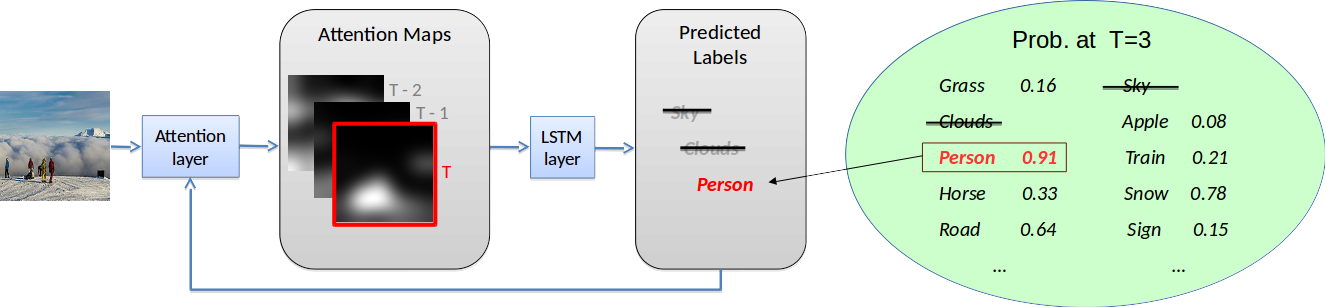 Attention
layer
Attention Maps
T - 2
T - 1
T
LSTM
layer
Predicted
Labels
Sky
Clouds
Person
Prob. at T=3
Grass 0.16 Sky
Clouds Apple 0.08
Person 0.91 Train 0.21
Horse 0.33 Snow 0.78
Road 0.64 Sign 0.15
... ...